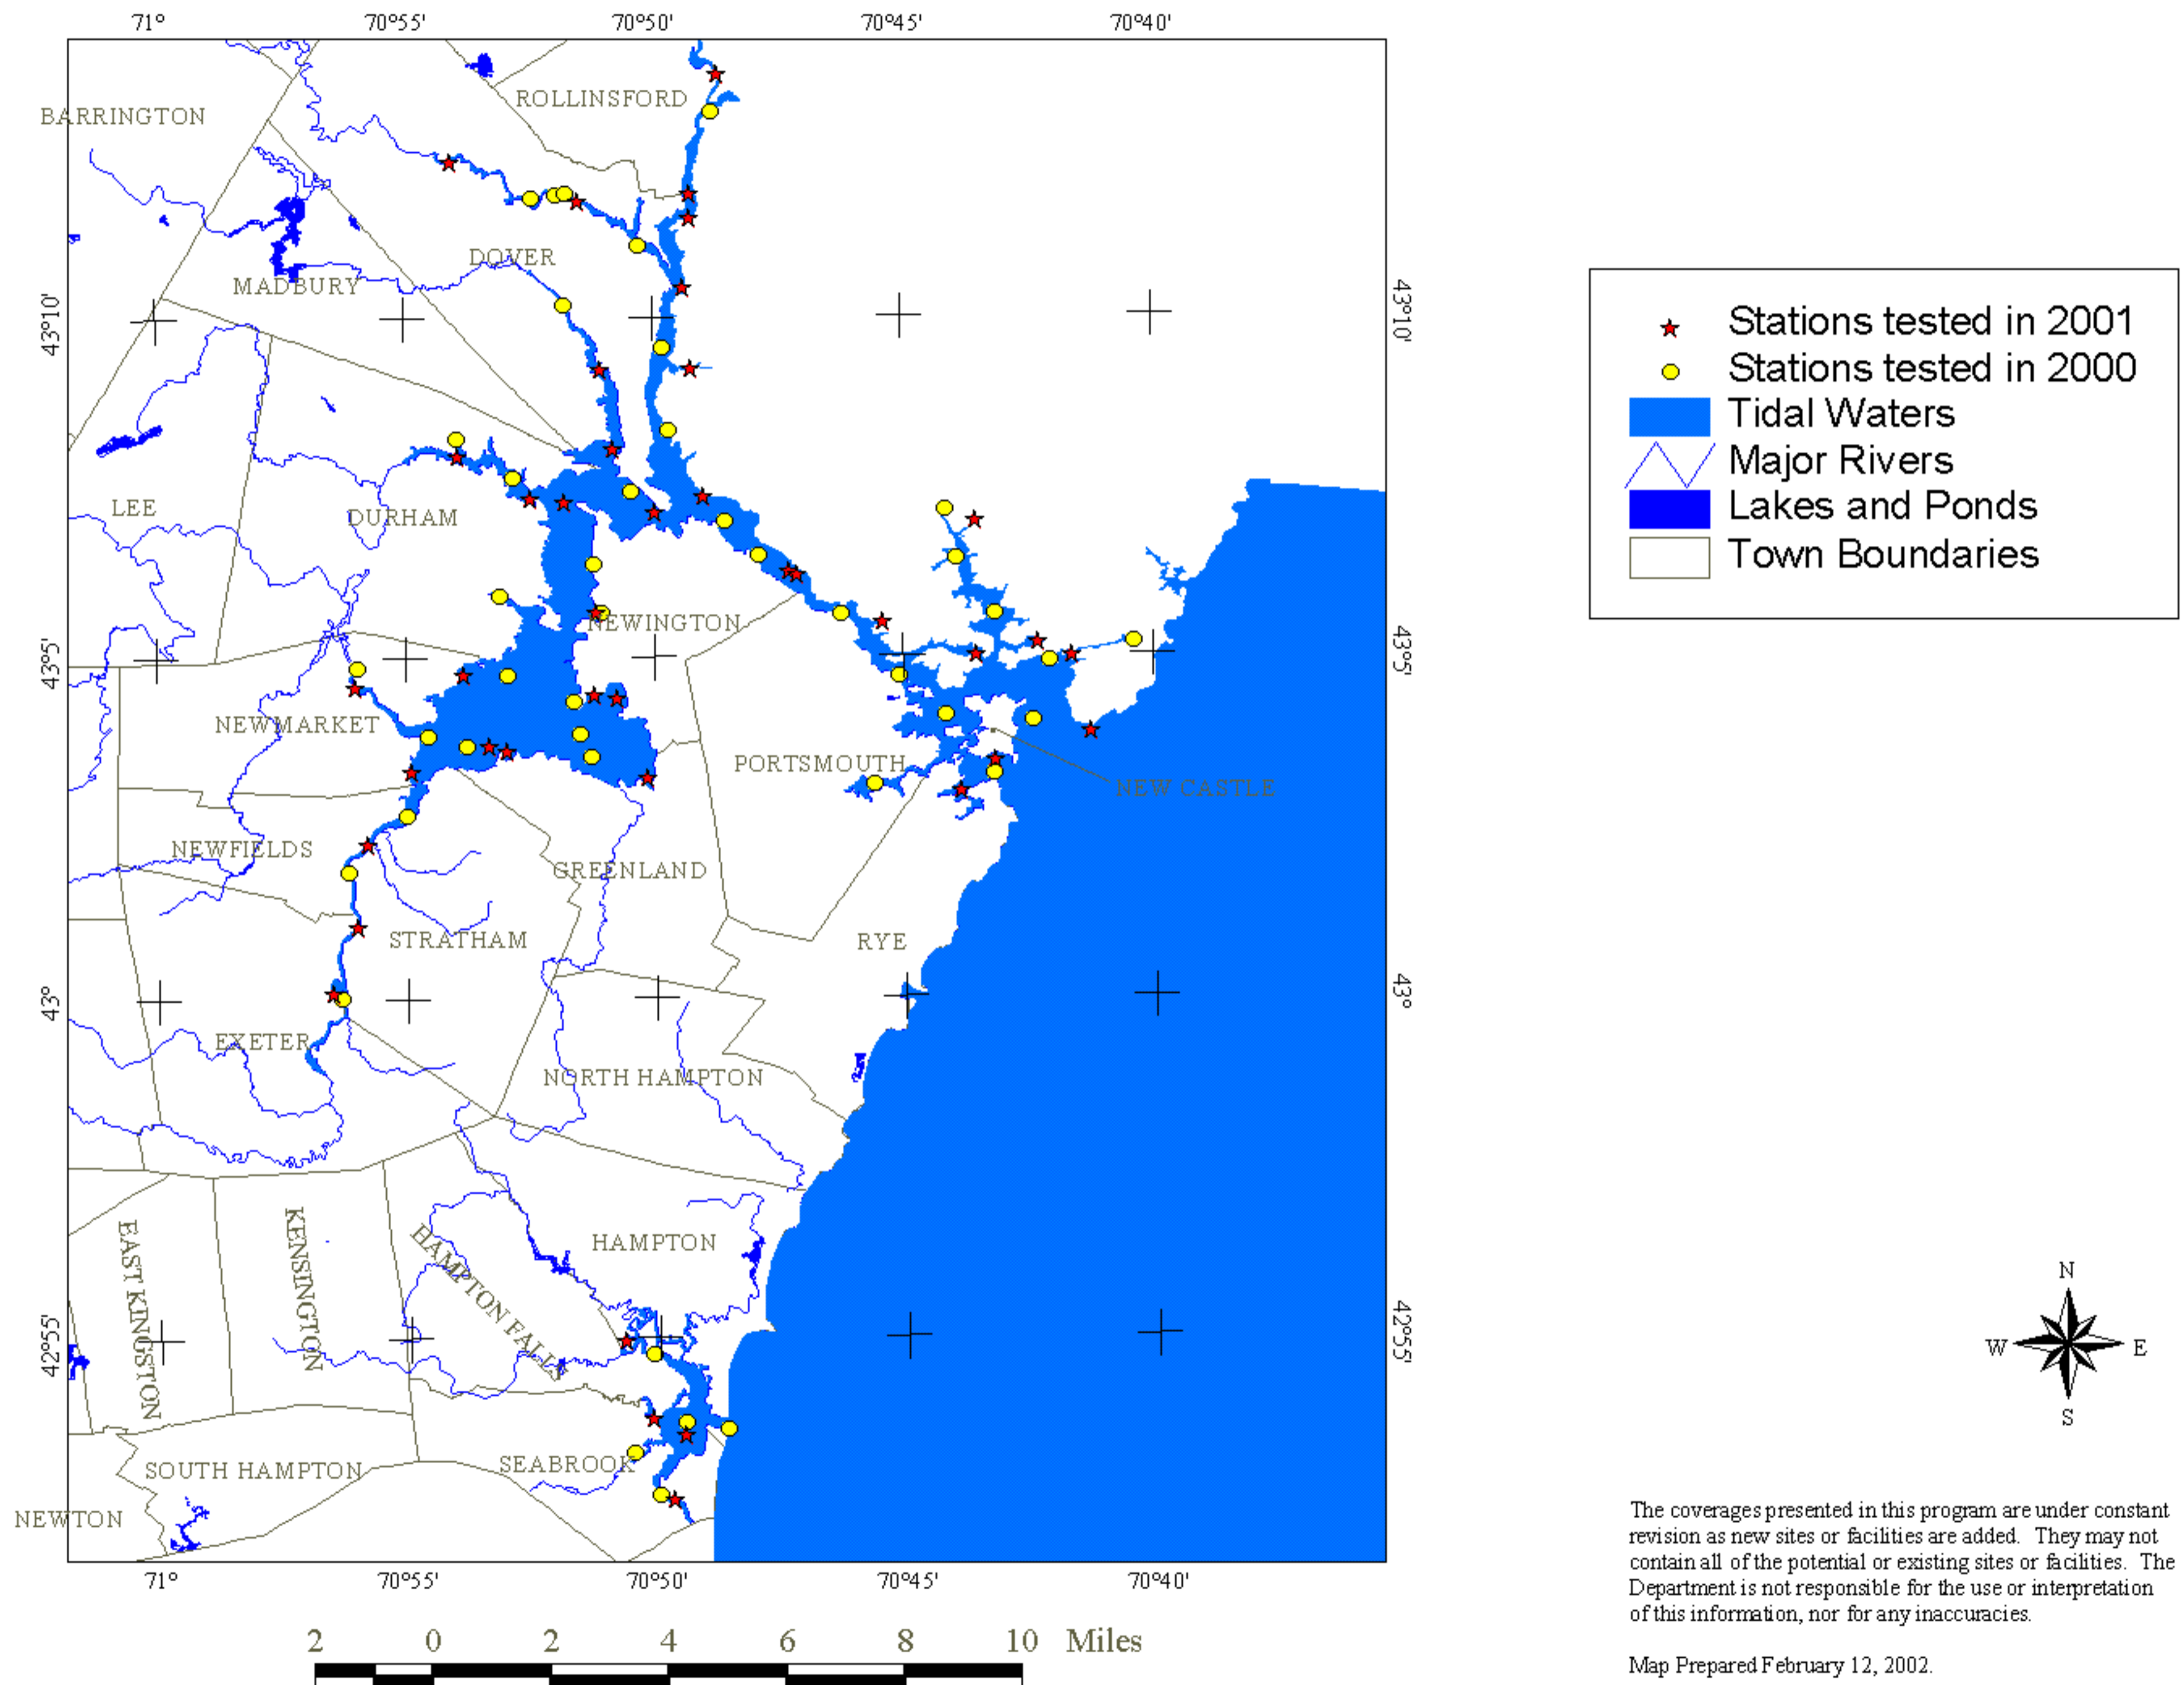 71° 70°55' 70°50' 70°45' 70°40'
ROLLINSFORD
BARRINGTON
DOVER
MADBURY
43°10' 43°10'
Stations tested in 2001
Stations tested in 2000
Tidal Waters
Major Rivers
Lakes and Ponds
Town Boundaries
LEE
DURHAM
NEWINGTON
43°5' 43°5'
NEWMARKET
PORTSMOUTH
NEW CASTLE
NEWFIELDS
GREENLAND
STRATHAM
RYE
43° 43°
EXETER
NORTH HAMPTON
EAST KINGSTON
KENSINGTON
HAMPTON FALLS
HAMPTON
42°55' 42°55'
N
W E
S
SEABROOK
SOUTH HAMPTON
NEWTON
71° 70°55' 70°50' 70°45' 70°40'
2 0 2 4 6 8 10 Miles
The coverages presented in this program are under constant
revision as new sites or facilities are added. They may not
contain all of the potential or existing sites or facilities. The
Department is not responsible for the use or interpretation
of this information, nor for any inaccuracies.
Map Prepared February 12, 2002.